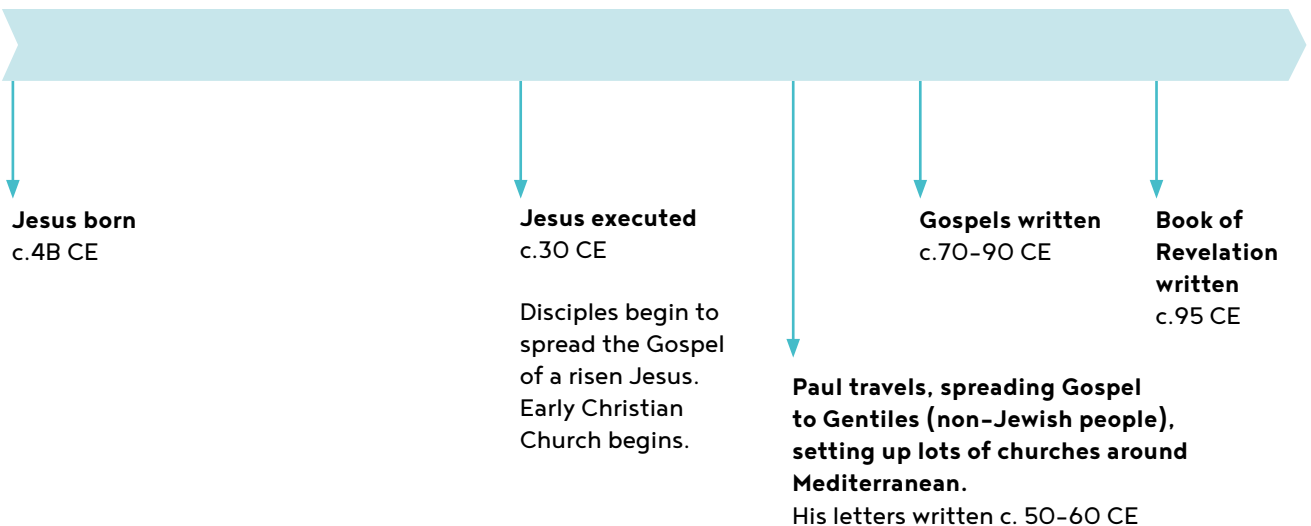 Jesus born
c.4B CE
Jesus executed
c.30 CE
Disciples begin to
spread the Gospel
of a risen Jesus.
Early Christian
Church begins.
Paul travels, spreading Gospel
to Gentiles (non-Jewish people),
setting up lots of churches around
Mediterranean.
His letters written c. 50-60 CE
Gospels written
c.70-90 CE
Book of
Revelation
written
c.95 CE